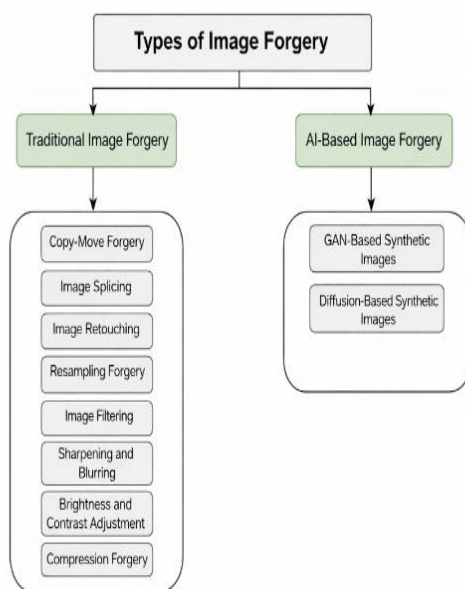 Types of Image Forgery
Traditional Image Forgery
AI-Based Image Forgery
Copy-Move Forgery
Image Splicing
Image Retouching
Resampling Forgery
Image Filtering
Sharpening and
Blurring
Brightness and
Contrast Adjustment
Compression Forgery
GAN-Based Synthetic
Images
Diffusion-Based Synthetic
Images